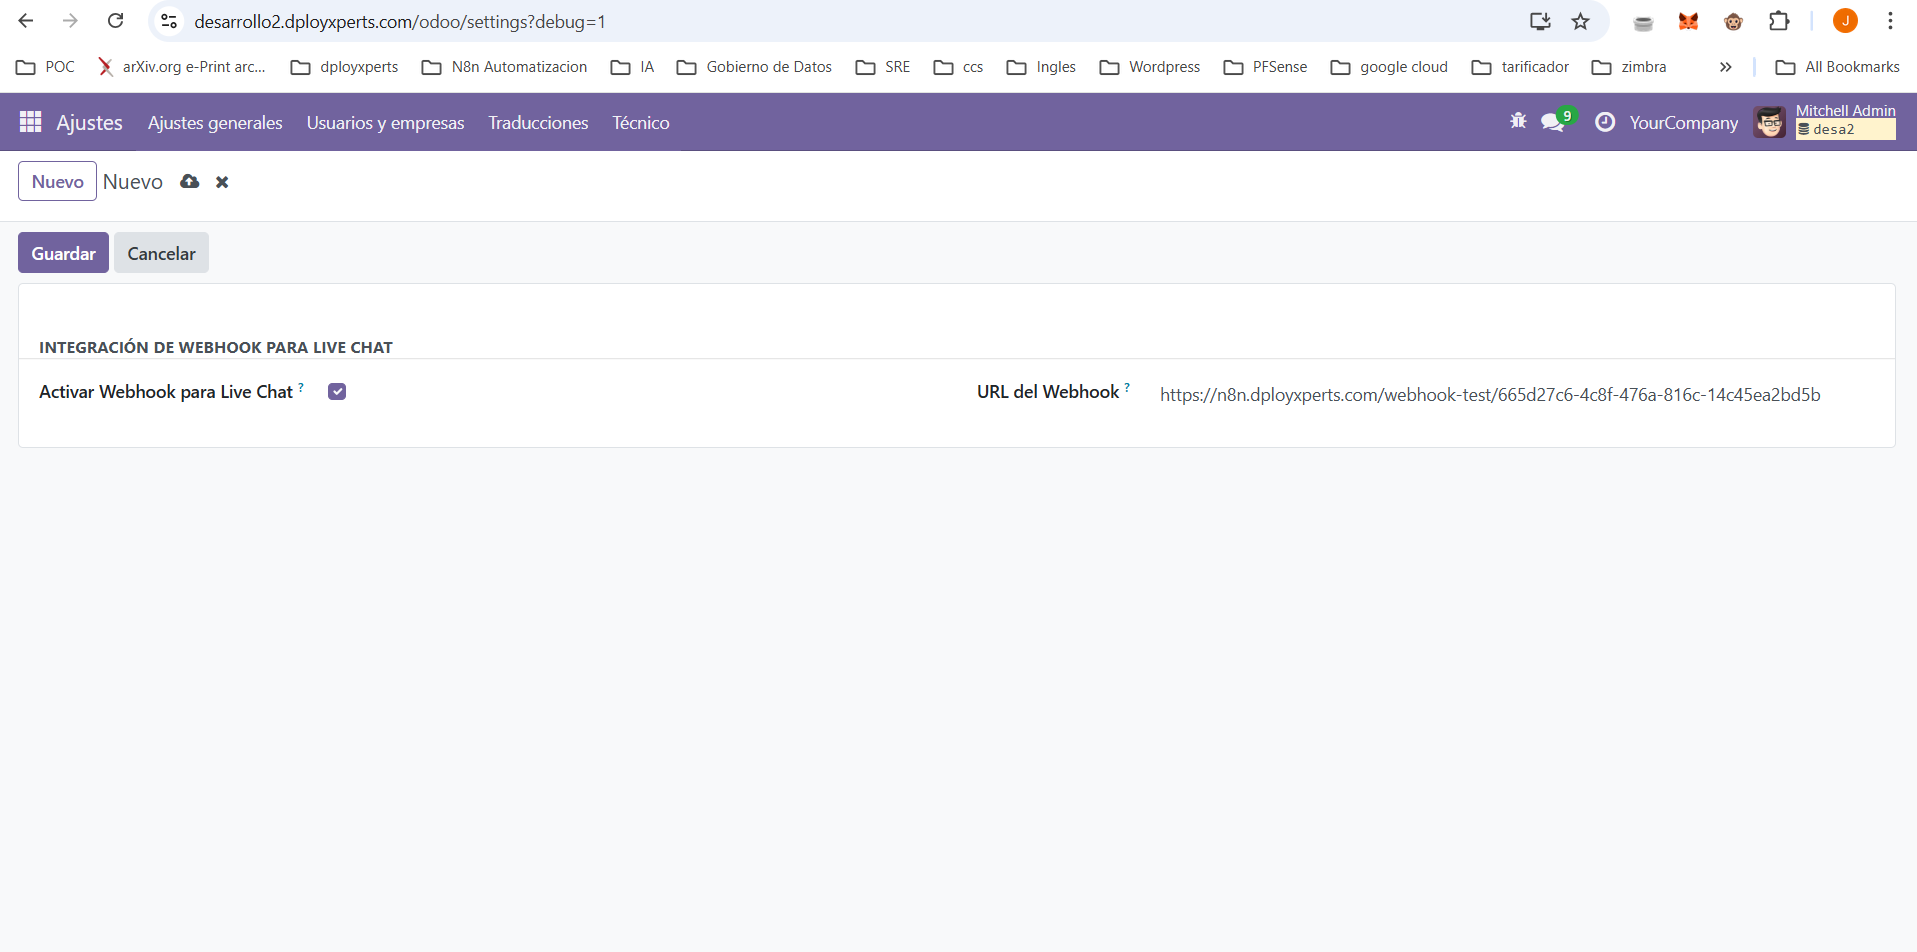 desarrollo2.dployxperts.com/odoo/settings?debug=1
J
POC arXiv.org e-Print arc... dployxperts N8n Automatizacion IA Gobierno de Datos SRE ccs Ingles Wordpress PFSense google cloud tarificador zimbra » All Bookmarks
Ajustes Ajustes generales Usuarios y empresas Traducciones Técnico 9 YourCompany Mitchell Admin
desa2
Nuevo Nuevo
Guardar Cancelar
INTEGRACIÓN DE WEBHOOK PARA LIVE CHAT
Activar Webhook para Live Chat ? URL del Webhook ? https://n8n.dployxperts.com/webhook-test/665d27c6-4c8f-476a-816c-14c45ea2bd5b